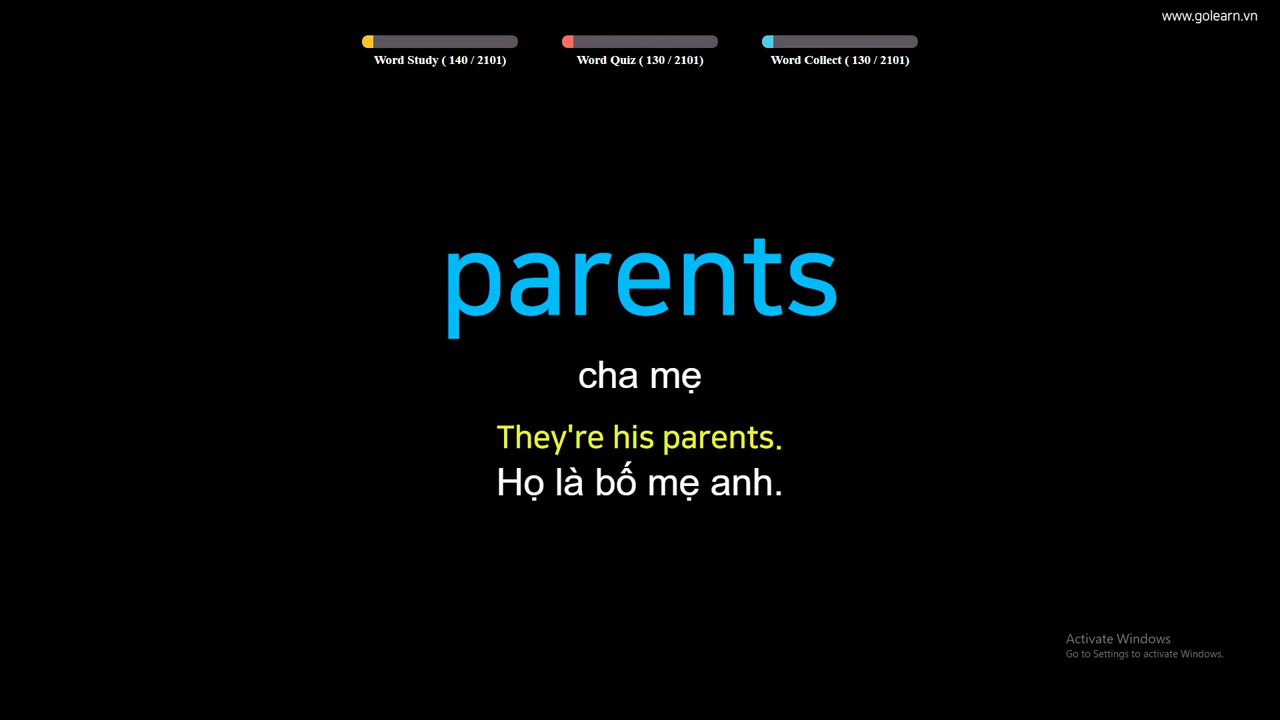 www.golearn.vn
Word Study ( 140 / 2101)
Word Quiz ( 130 / 2101)
Word Collect ( 130 / 2101)
parents
cha mẹ
They're his parents.
Họ là bố mẹ anh.
Activate Windows
Go to Settings to activate Windows.